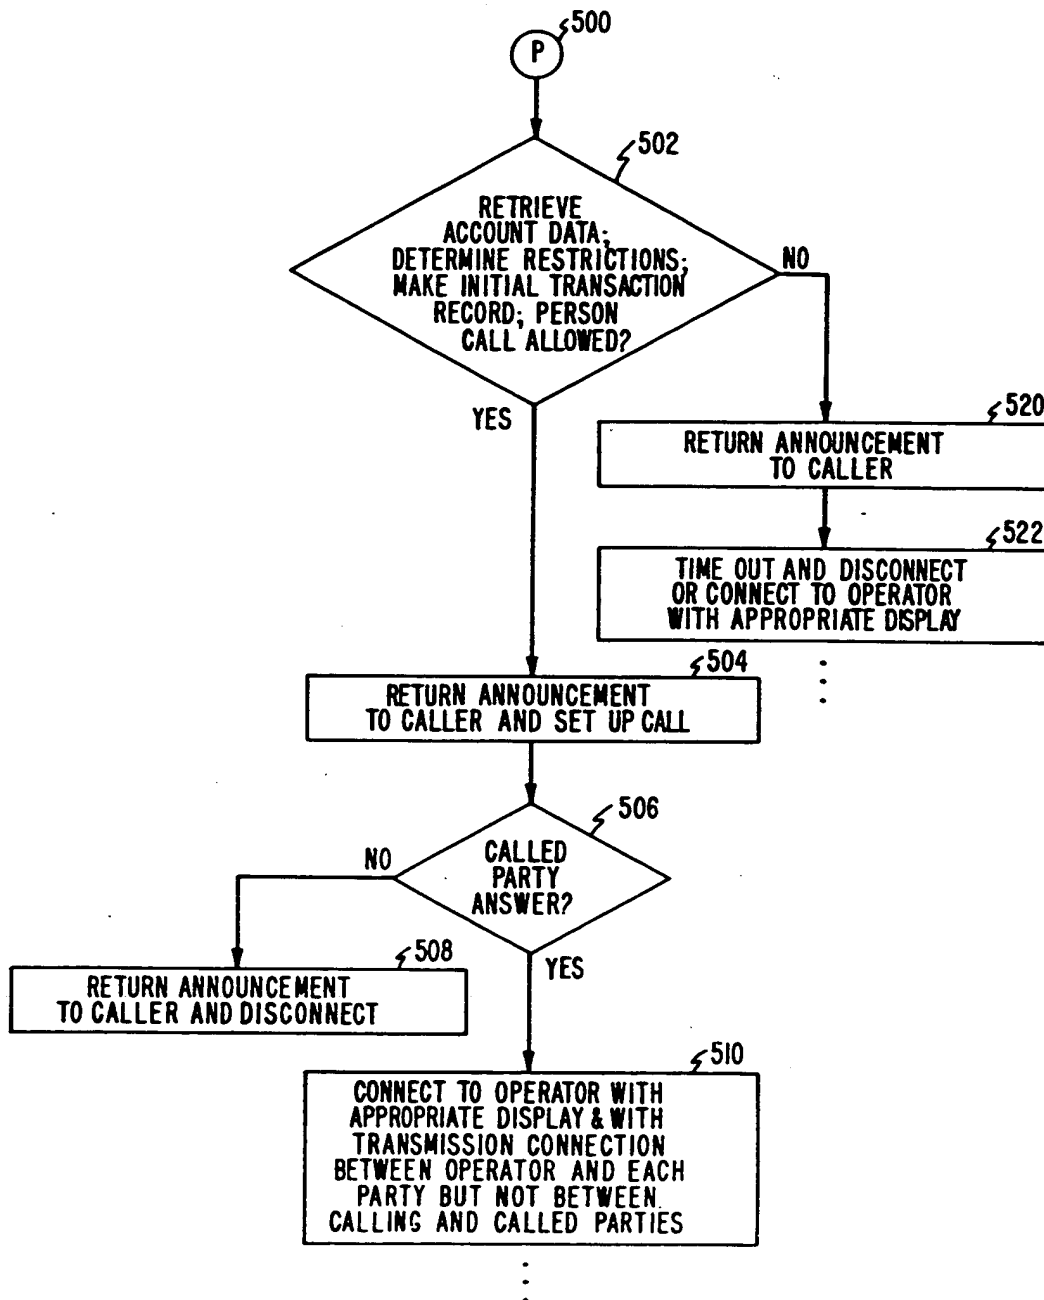 500
P
502
RETRIEVE
ACCOUNT DATA;
DETERMINE RESTRICTIONS;
MAKE INITIAL TRANSACTION
RECORD; PERSON
CALL ALLOWED?
NO
YES
520
RETURN ANNOUNCEMENT
TO CALLER
522
TIME OUT AND DISCONNECT
OR CONNECT TO OPERATOR
WITH APPROPRIATE DISPLAY
504
RETURN ANNOUNCEMENT
TO CALLER AND SET UP CALL
506
CALLED
PARTY
ANSWER?
NO
YES
508
RETURN ANNOUNCEMENT
TO CALLER AND DISCONNECT
510
CONNECT TO OPERATOR WITH
APPROPRIATE DISPLAY & WITH
TRANSMISSION CONNECTION
BETWEEN OPERATOR AND EACH
PARTY BUT NOT BETWEEN
CALLING AND CALLED PARTIES